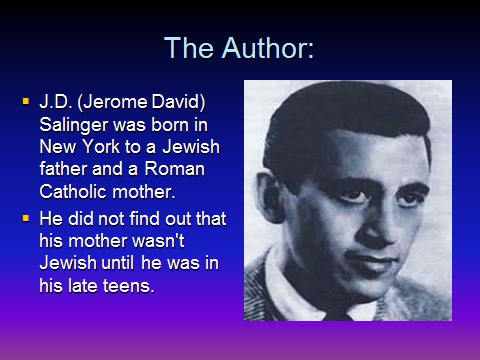 The Author:
J.D. (Jerome David)
Salinger was born in
New York to a Jewish
father and a Roman
Catholic mother.
He did not find out that
his mother wasn't
Jewish until he was in
his late teens.